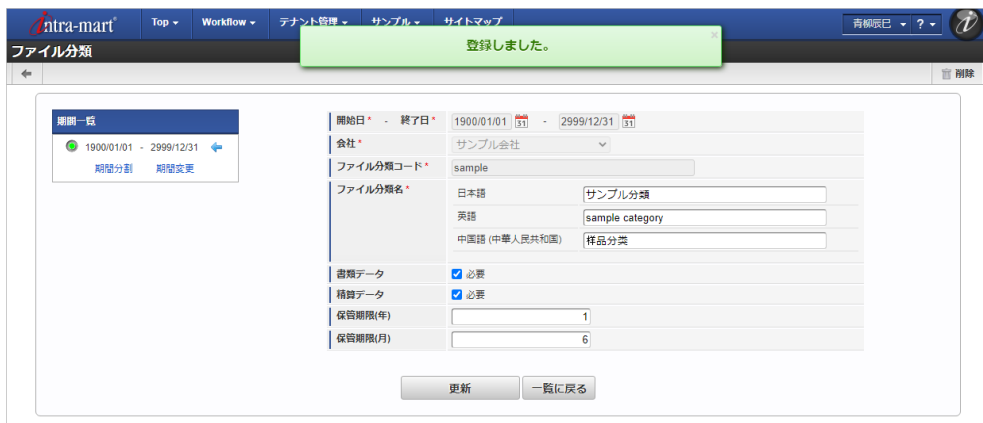 intra-mart® Top Workflow テナント管理 サンプル サイトマップ 青柳辰巳 ?
登録しました。 ×
ファイル分類
削除
期間一覧
1900/01/01 - 2999/12/31
期間分割 期間変更
開始日* - 終了日* 1900/01/01 31 - 2999/12/31 31
会社* サンプル会社
ファイル分類コード* sample
ファイル分類名*
日本語 サンプル分類
英語 sample category
中国語 (中華人民共和国) 样品分类
書類データ 必要
精算データ 必要
保管期限(年) 1
保管期限(月) 6
更新 一覧に戻る